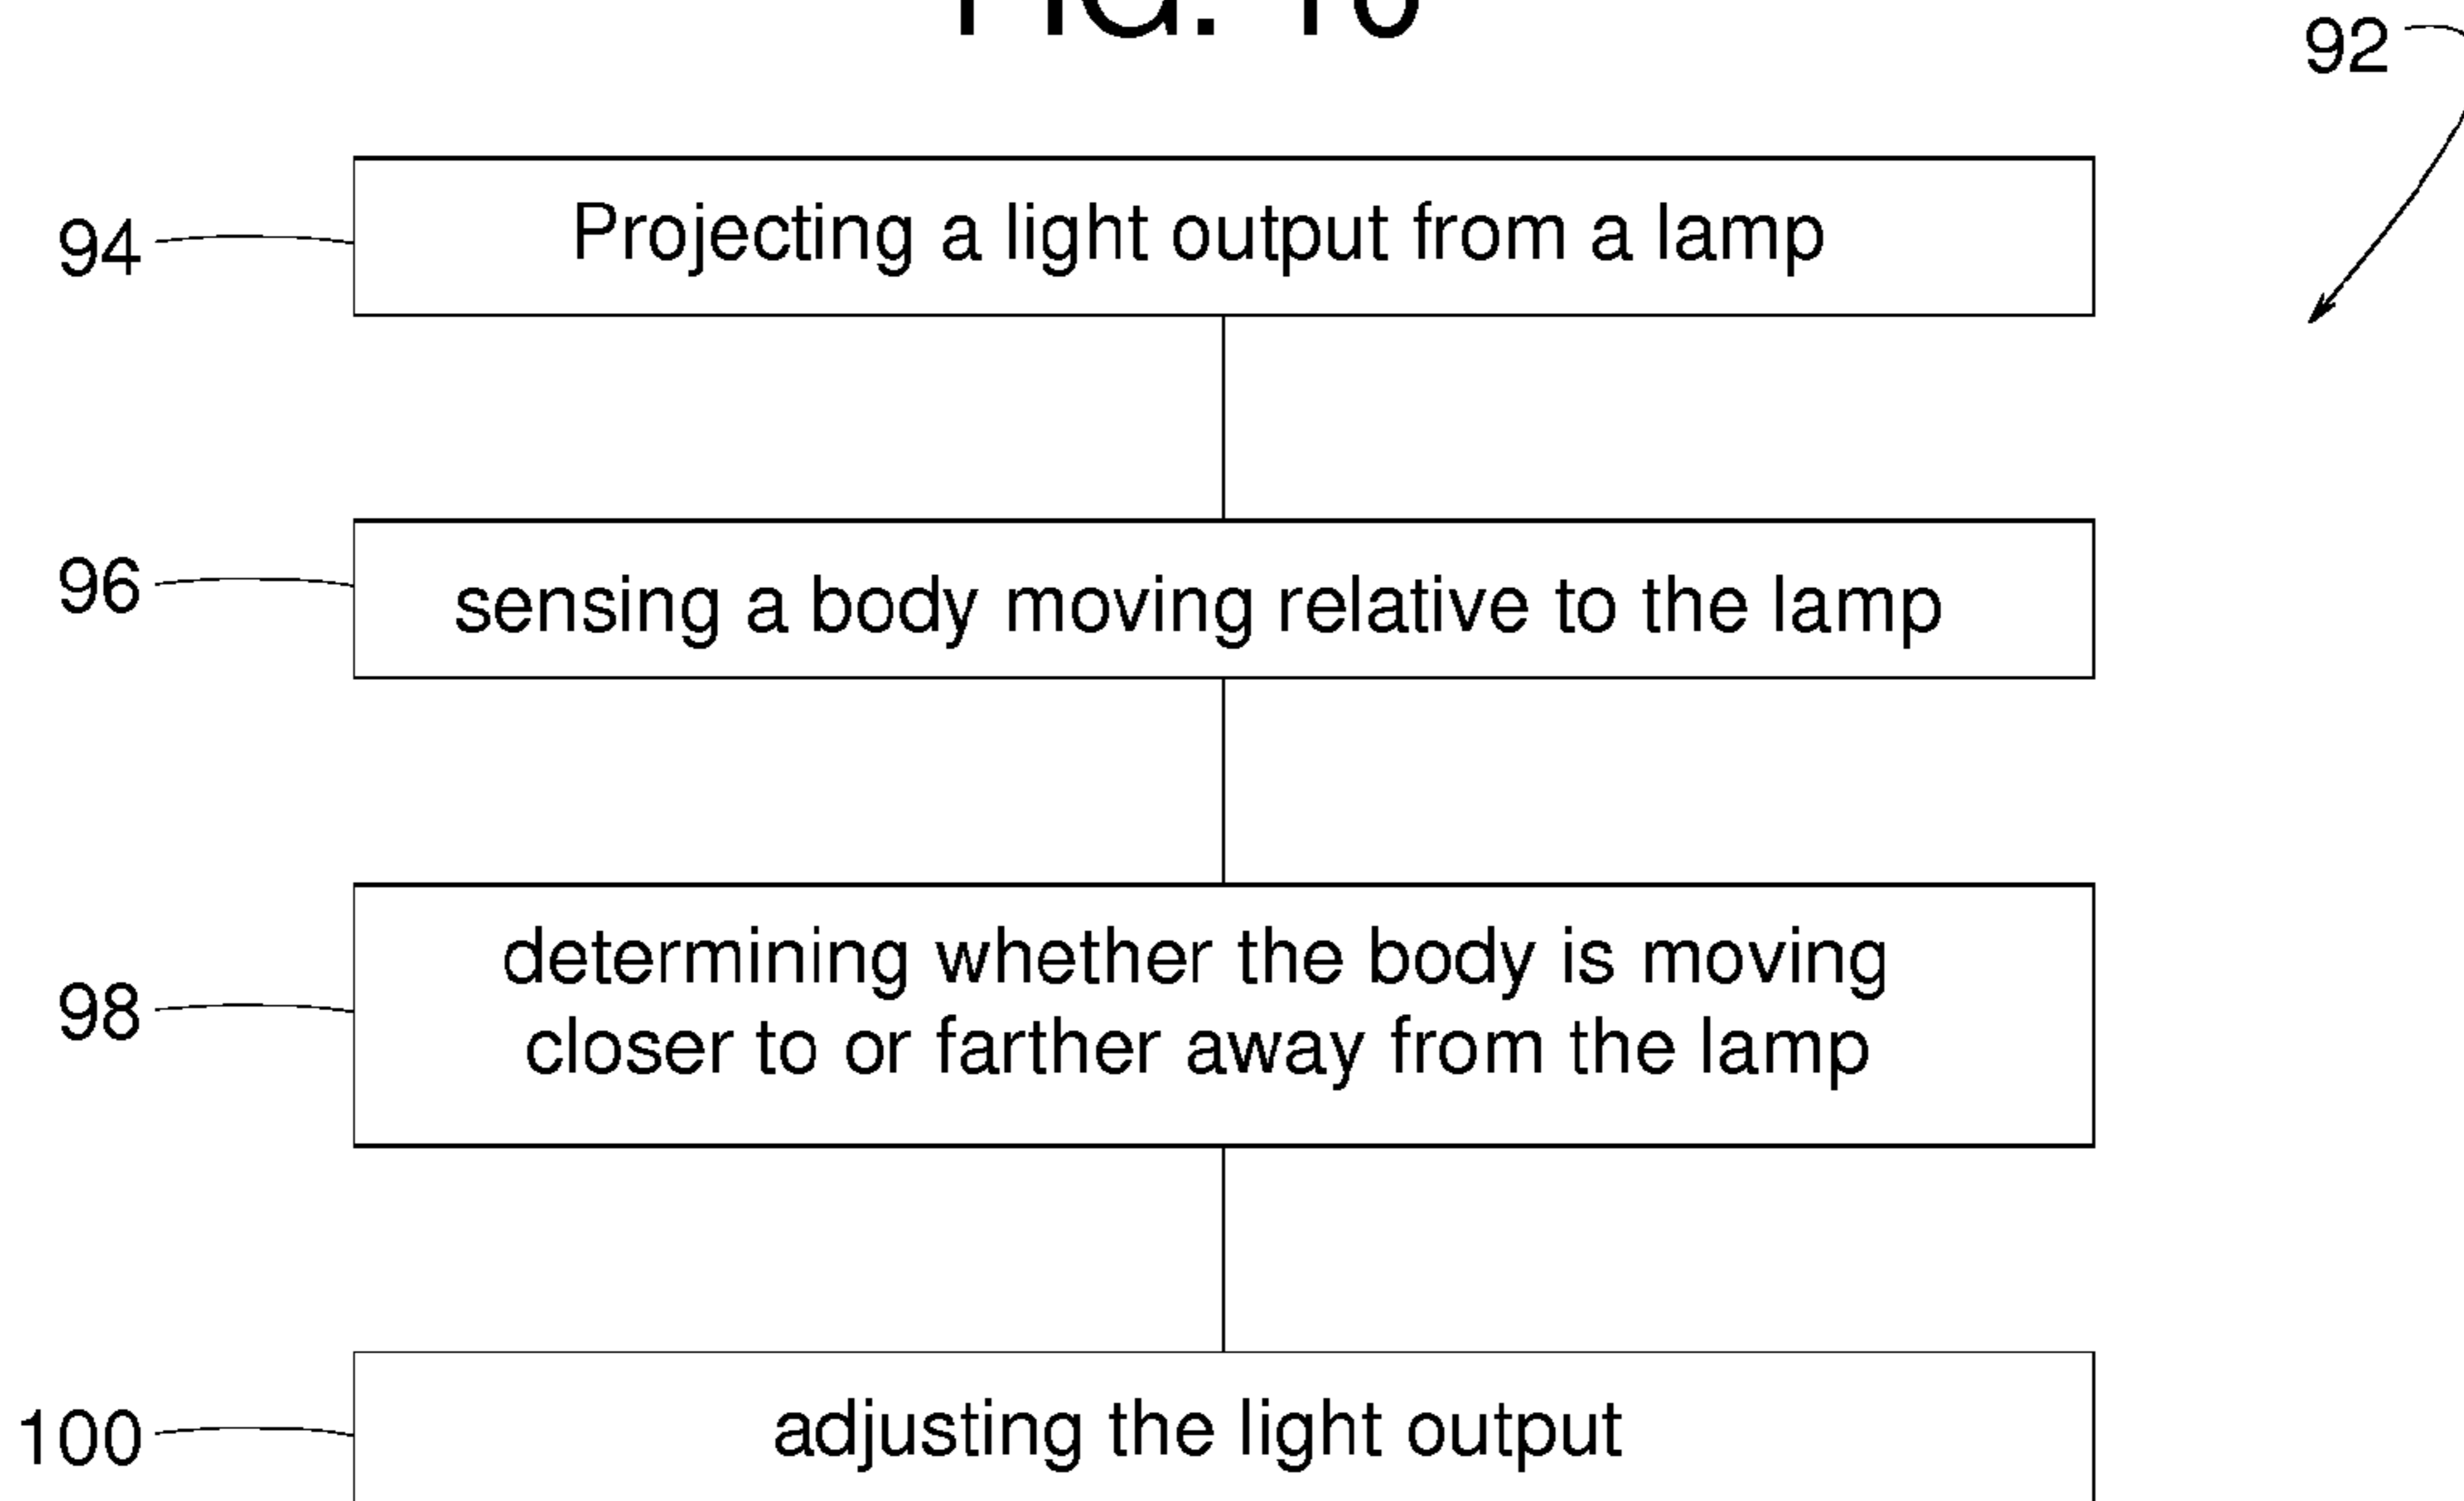 FIG.
92
94
Projecting a light output from a lamp
96
sensing a body moving relative to the lamp
98
determining whether the body is moving
closer to or farther away from the lamp
100
adjusting the light output